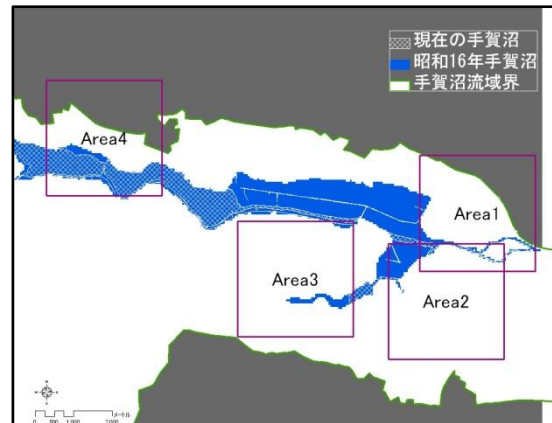 現在の手賀沼
昭和16年手賀沼
手賀沼流域界
Area4
Area1
Area3
Area2
0 500 1,000 2,000
メートル